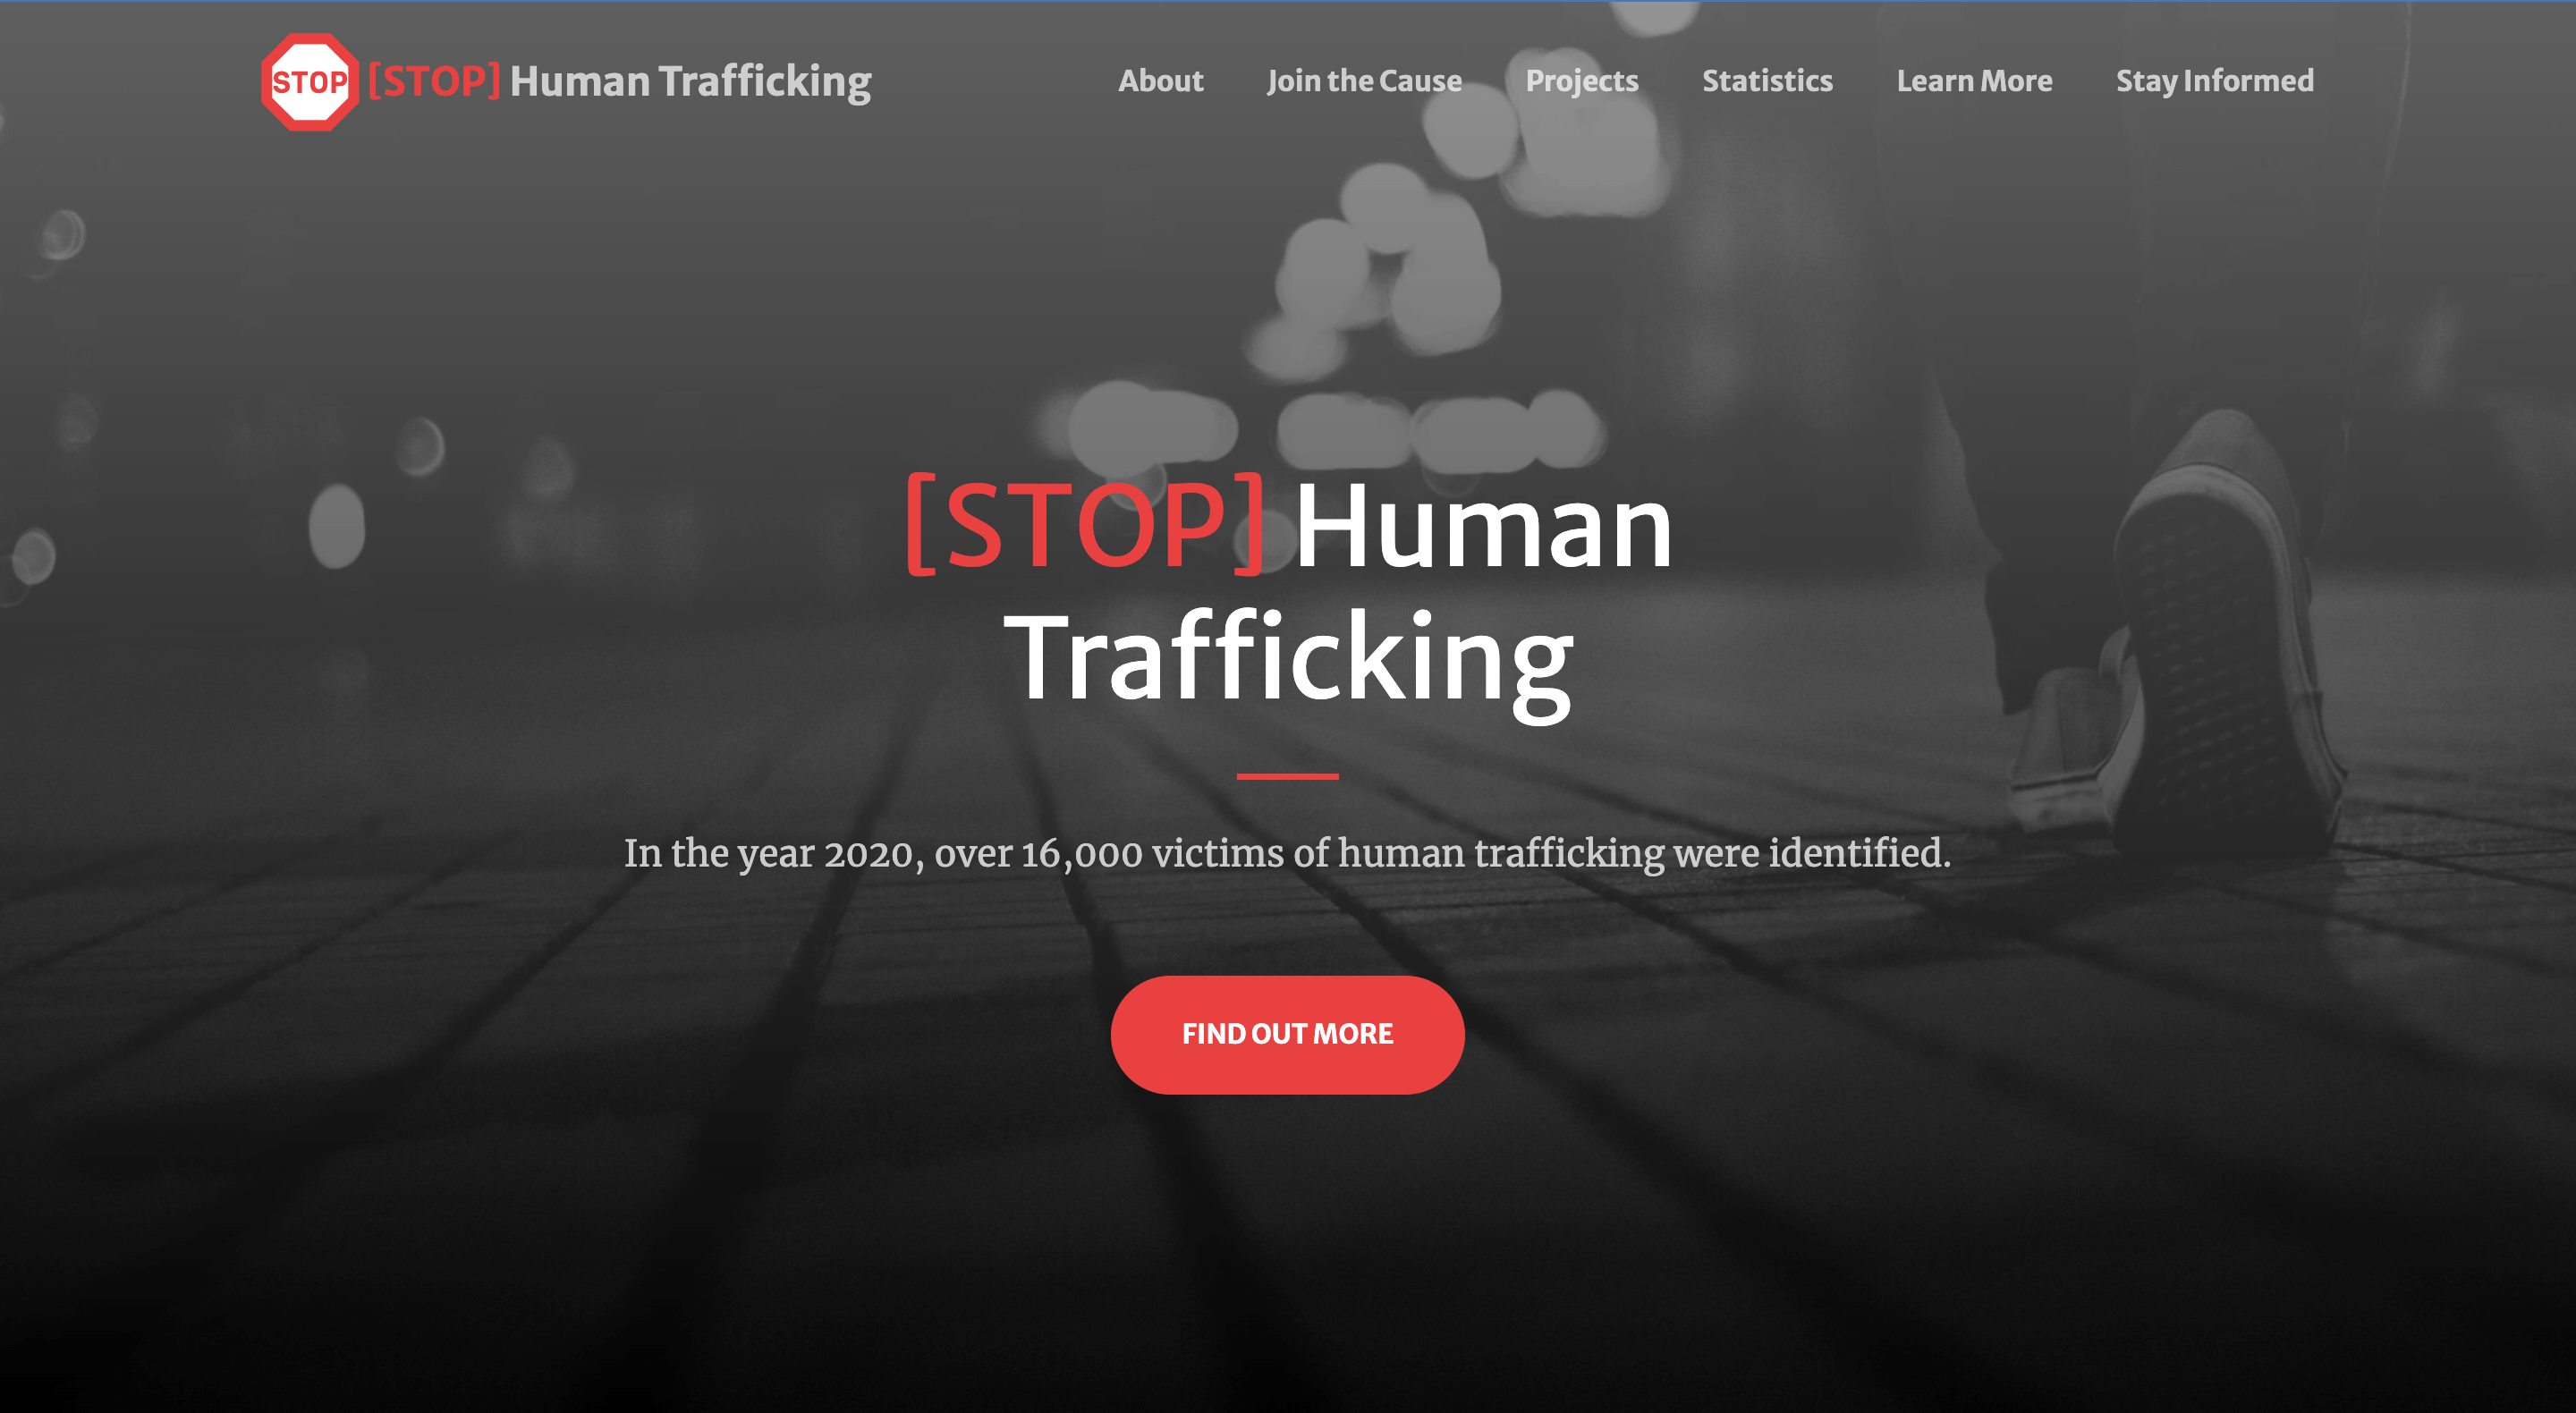 STOP
[STOP] Human Trafficking
About
Join the Cause
Projects
Statistics
Learn More
Stay Informed
[STOP] Human
Trafficking
In the year 2020, over 16,000 victims of human trafficking were identified.
FIND OUT MORE